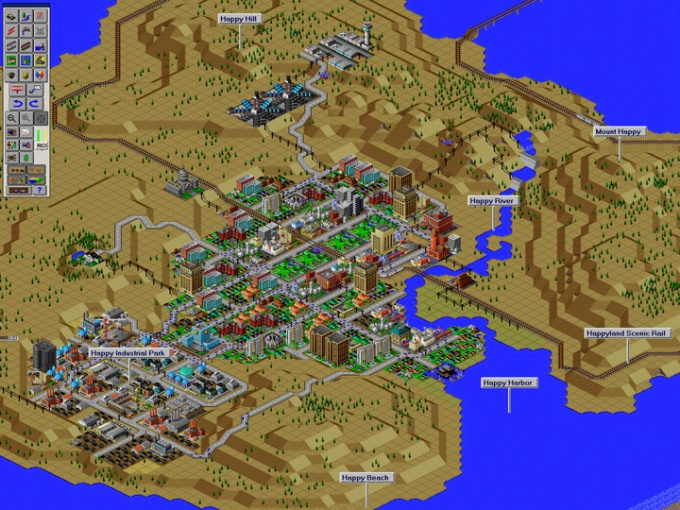 Happy Hill
Mount Happy
Happy River
Happyland Scenic Rail
Happy Industrial Park
Happy Harbor
Happy Beach
?